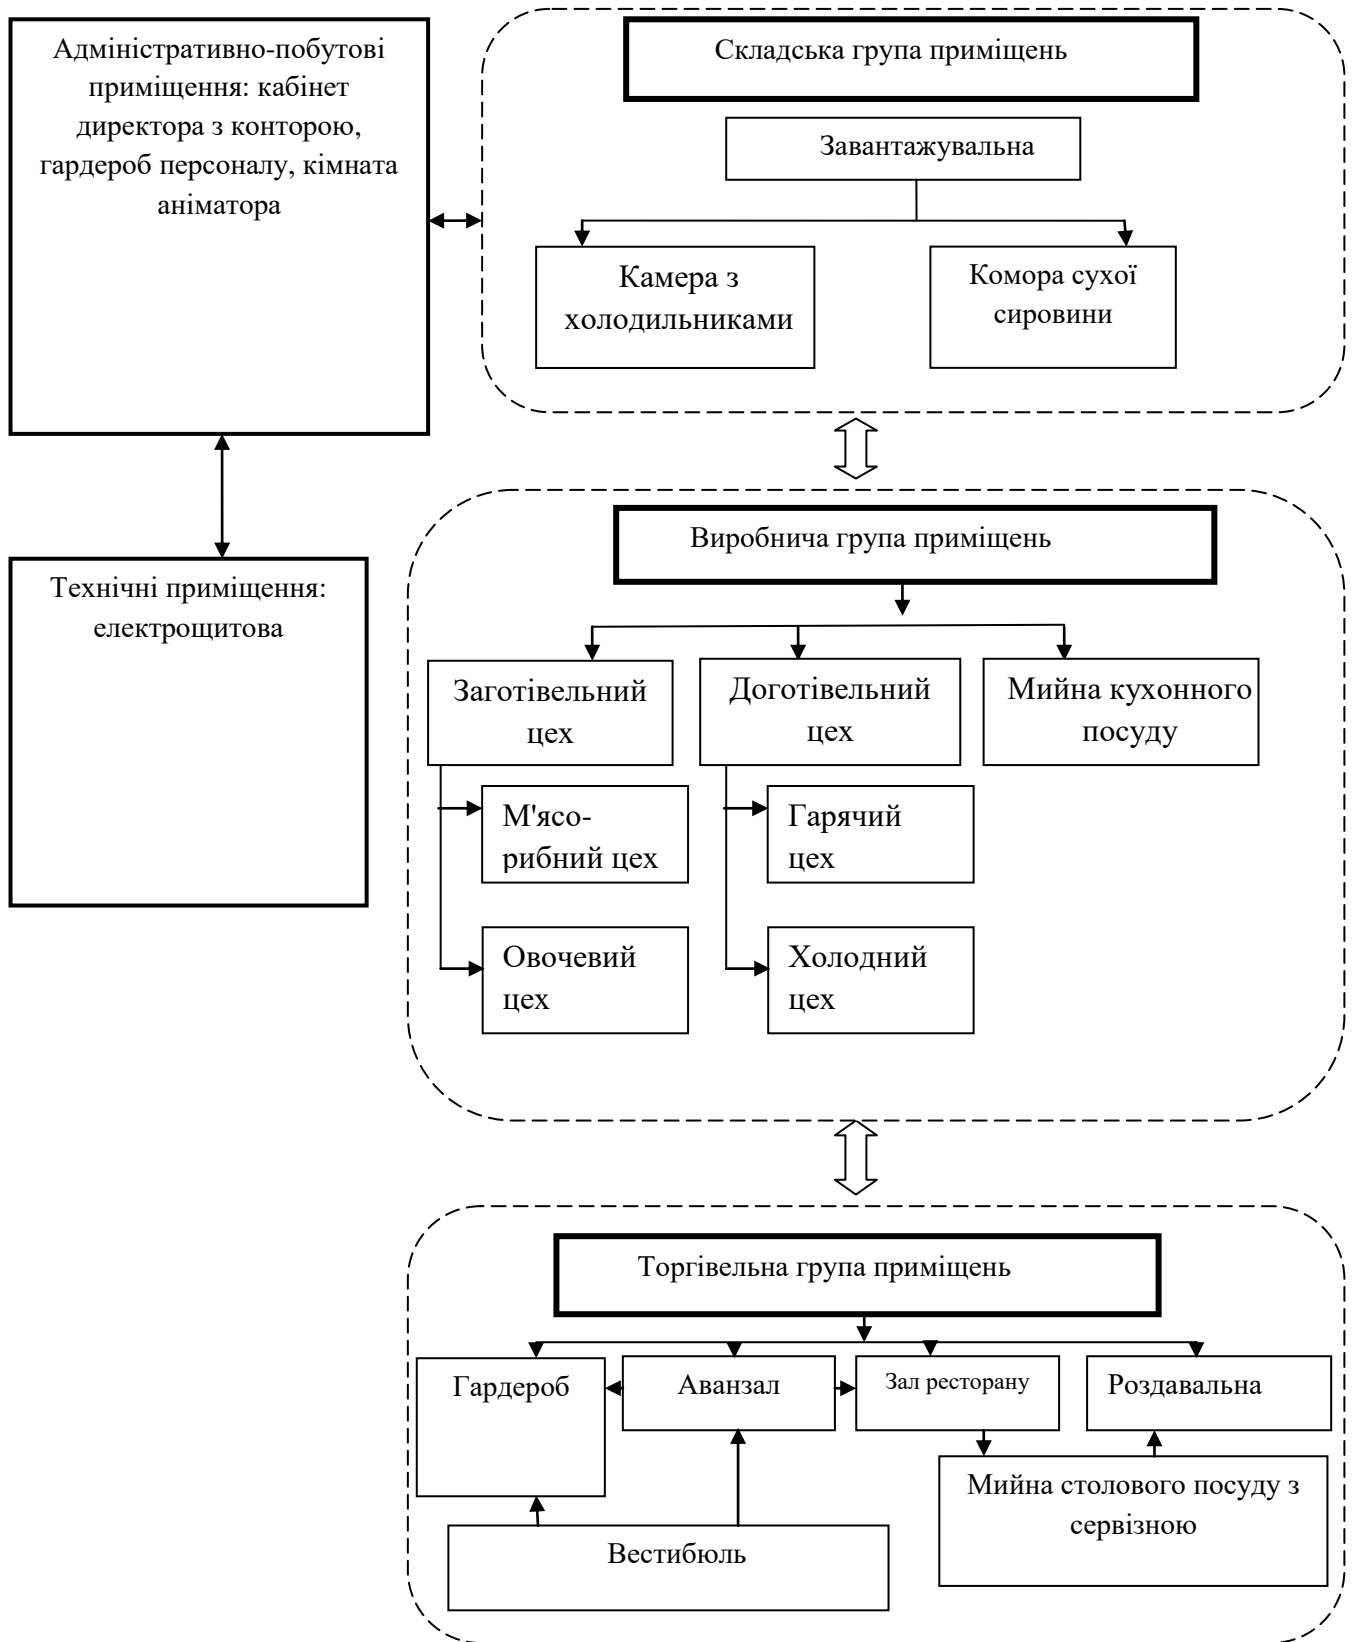 Адміністративно-побутові
приміщення: кабінет
директора з конторою,
гардероб персоналу, кімната
аніматора
Складська група приміщень
Завантажувальна
Камера з
холодильниками
Комора сухої
сировини
Технічні приміщення:
електрощитова
Виробнича група приміщень
Заготівельний
цех
Доготівельний
цех
Мийна кухонного
посуду
М'ясо-
рибний цех
Гарячий
цех
Овочевий
цех
Холодний
цех
Торгівельна група приміщень
Гардероб
Аванзал
Зал ресторану
Роздавальна
Мийна столового посуду з
сервізною
Вестибюль